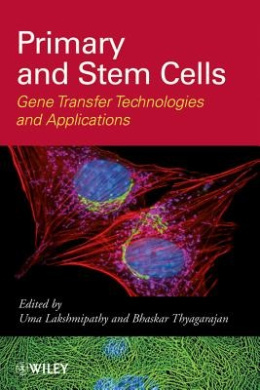 Primary
and Stem Cells
Gene Transfer Technologies
and Applications
Edited by
Uma Lakshmipathy and Bhaskar Thyagarajan
WILEY